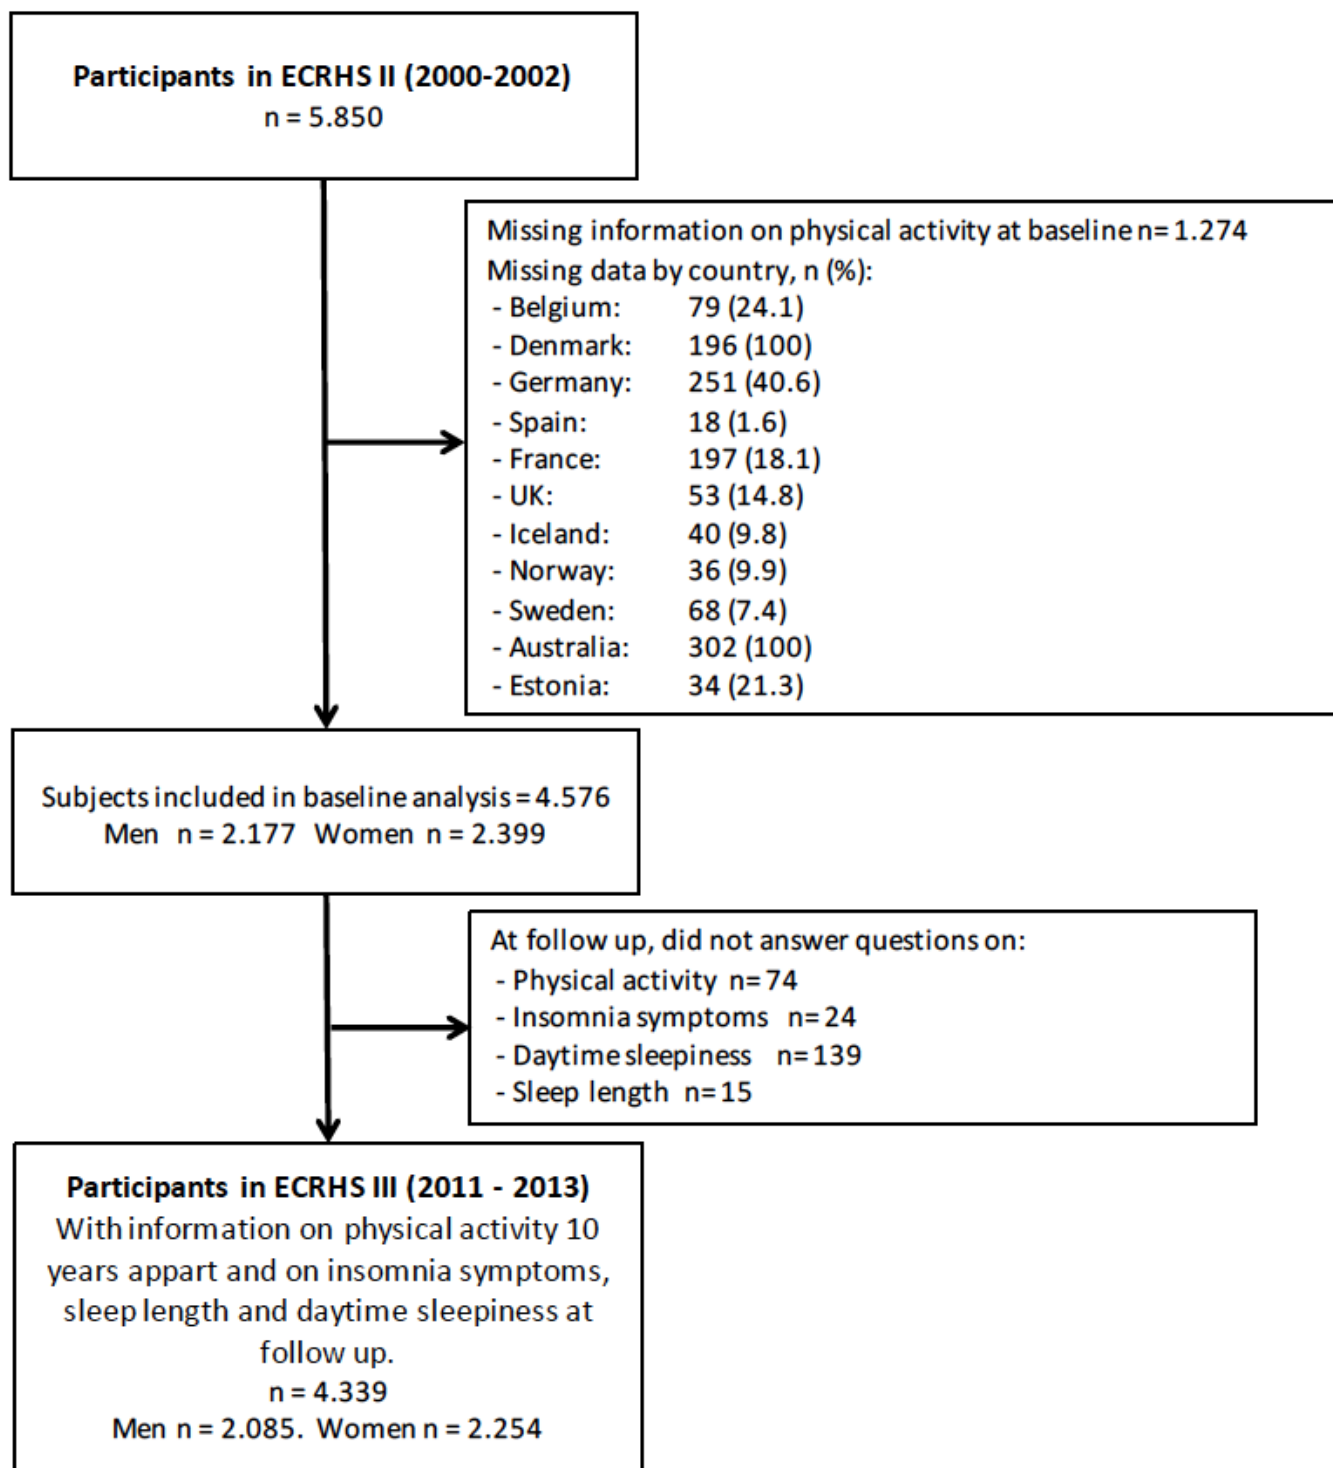 Participants in ECRHS II (2000-2002)
n = 5.850
Missing information on physical activity at baseline n= 1.274
Missing data by country, n (%):
- Belgium: 79 (24.1)
- Denmark: 196 (100)
- Germany: 251 (40.6)
- Spain: 18 (1.6)
- France: 197 (18.1)
- UK: 53 (14.8)
- Iceland: 40 (9.8)
- Norway: 36 (9.9)
- Sweden: 68 (7.4)
- Australia: 302 (100)
- Estonia: 34 (21.3)
Subjects included in baseline analysis = 4.576
Men n = 2.177 Women n = 2.399
At follow up, did not answer questions on:
- Physical activity n= 74
- Insomnia symptoms n= 24
- Daytime sleepiness n= 139
- Sleep length n= 15
Participants in ECRHS III (2011 - 2013)
With information on physical activity 10
years appart and on insomnia symptoms,
sleep length and daytime sleepiness at
follow up.
n = 4.339
Men n = 2.085. Women n = 2.254